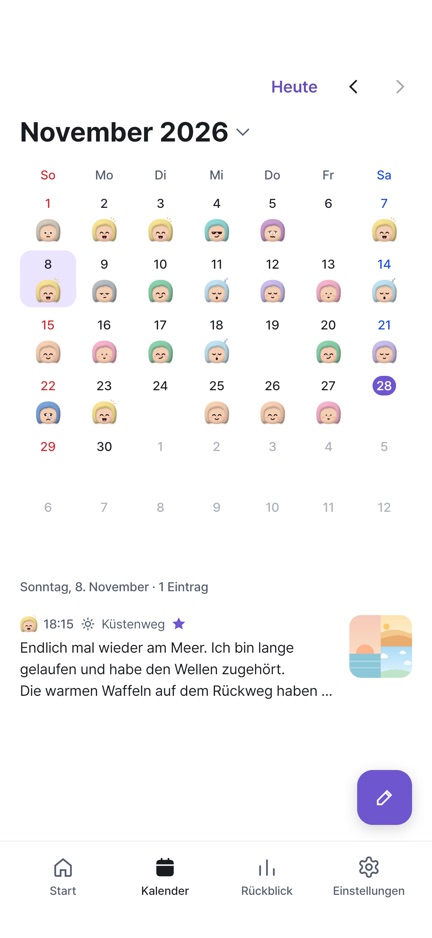 Heute
November 2026
So Mo Di Mi Do Fr Sa
1 2 3 4 5 6 7
8 9 10 11 12 13 14
15 16 17 18 19 20 21
22 23 24 25 26 27 28
29 30 1 2 3 4 5
6 7 8 9 10 11 12
Sonntag, 8. November · 1 Eintrag
18:15 Küstenweg
Endlich mal wieder am Meer. Ich bin lange
gelaufen und habe den Wellen zugehört.
Die warmen Waffeln auf dem Rückweg haben ...
Start Kalender Rückblick Einstellungen